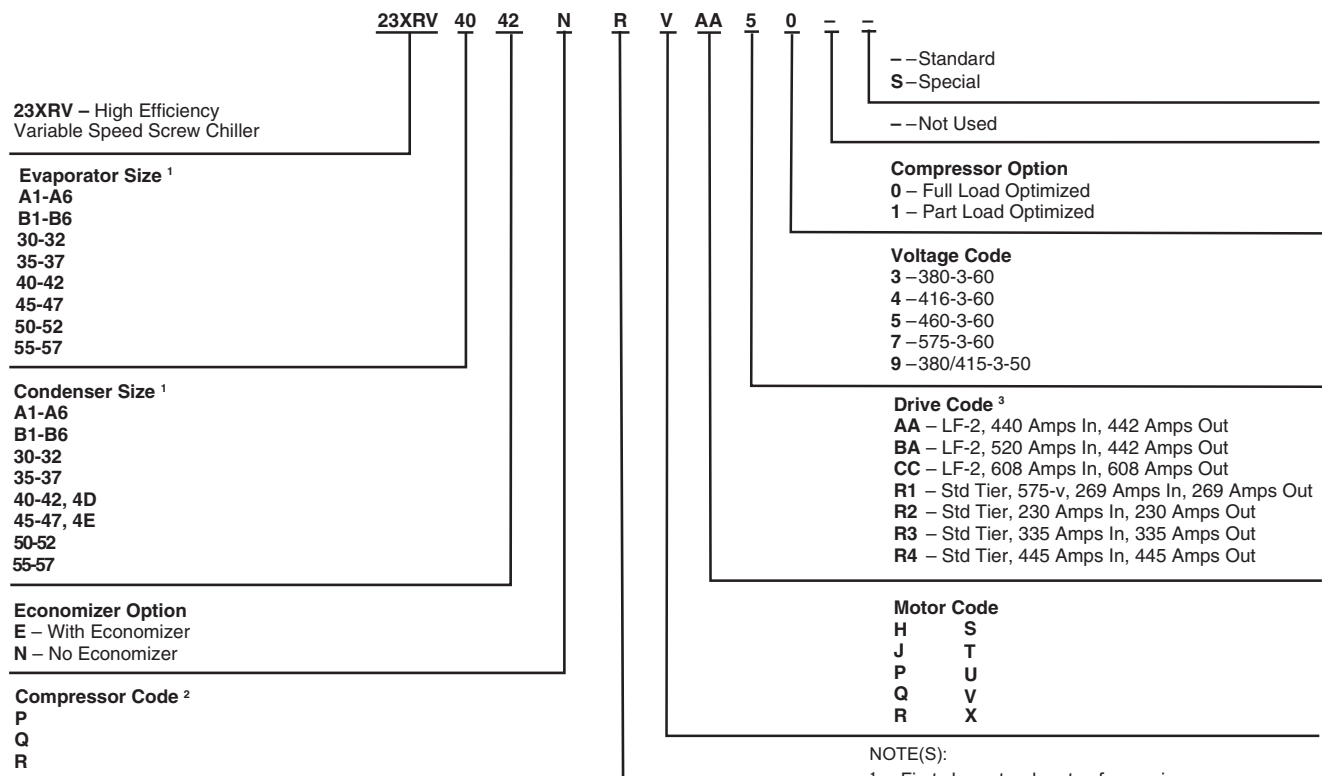 23XRV 40 42 N R V AA 5 0 – –
23XRV – High Efficiency
Variable Speed Screw Chiller
Evaporator Size 1
A1-A6
B1-B6
30-32
35-37
40-42
45-47
50-52
55-57
Condenser Size 1
A1-A6
B1-B6
30-32
35-37
40-42, 4D
45-47, 4E
50-52
55-57
Economizer Option
E – With Economizer
N – No Economizer
Compressor Code 2
P
Q
R
– – Standard
S – Special
– – Not Used
Compressor Option
0 – Full Load Optimized
1 – Part Load Optimized
Voltage Code
3 – 380-3-60
4 – 416-3-60
5 – 460-3-60
7 – 575-3-60
9 – 380/415-3-50
Drive Code 3
AA – LF-2, 440 Amps In, 442 Amps Out
BA – LF-2, 520 Amps In, 442 Amps Out
CC – LF-2, 608 Amps In, 608 Amps Out
R1 – Std Tier, 575-v, 269 Amps In, 269 Amps Out
R2 – Std Tier, 230 Amps In, 230 Amps Out
R3 – Std Tier, 335 Amps In, 335 Amps Out
R4 – Std Tier, 445 Amps In, 445 Amps Out
Motor Code
H S
J T
P U
Q V
R X
NOTE(S):